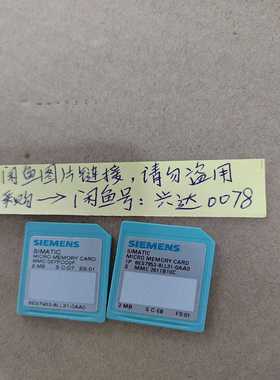 闲鱼图片链接,请勿盗用
采购→闲鱼号:兴达0078
SIEMENS
SIMATIC
MICRO MEMORY CARD
2 MB
6ES7953-8LL31-0AA0
SIEMENS
SIMATIC
MICRO MEMORY CARD
1P 6ES7953-8LL31-0AA0
2 MB